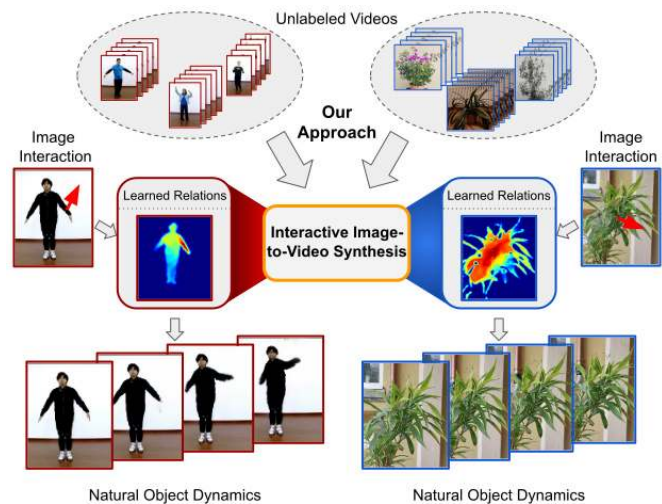 Unlabeled Videos
Our
Approach
Image
Interaction
Image
Interaction
Learned Relations
Interactive Image-
to-Video Synthesis
Learned Relations
Natural Object Dynamics
Natural Object Dynamics